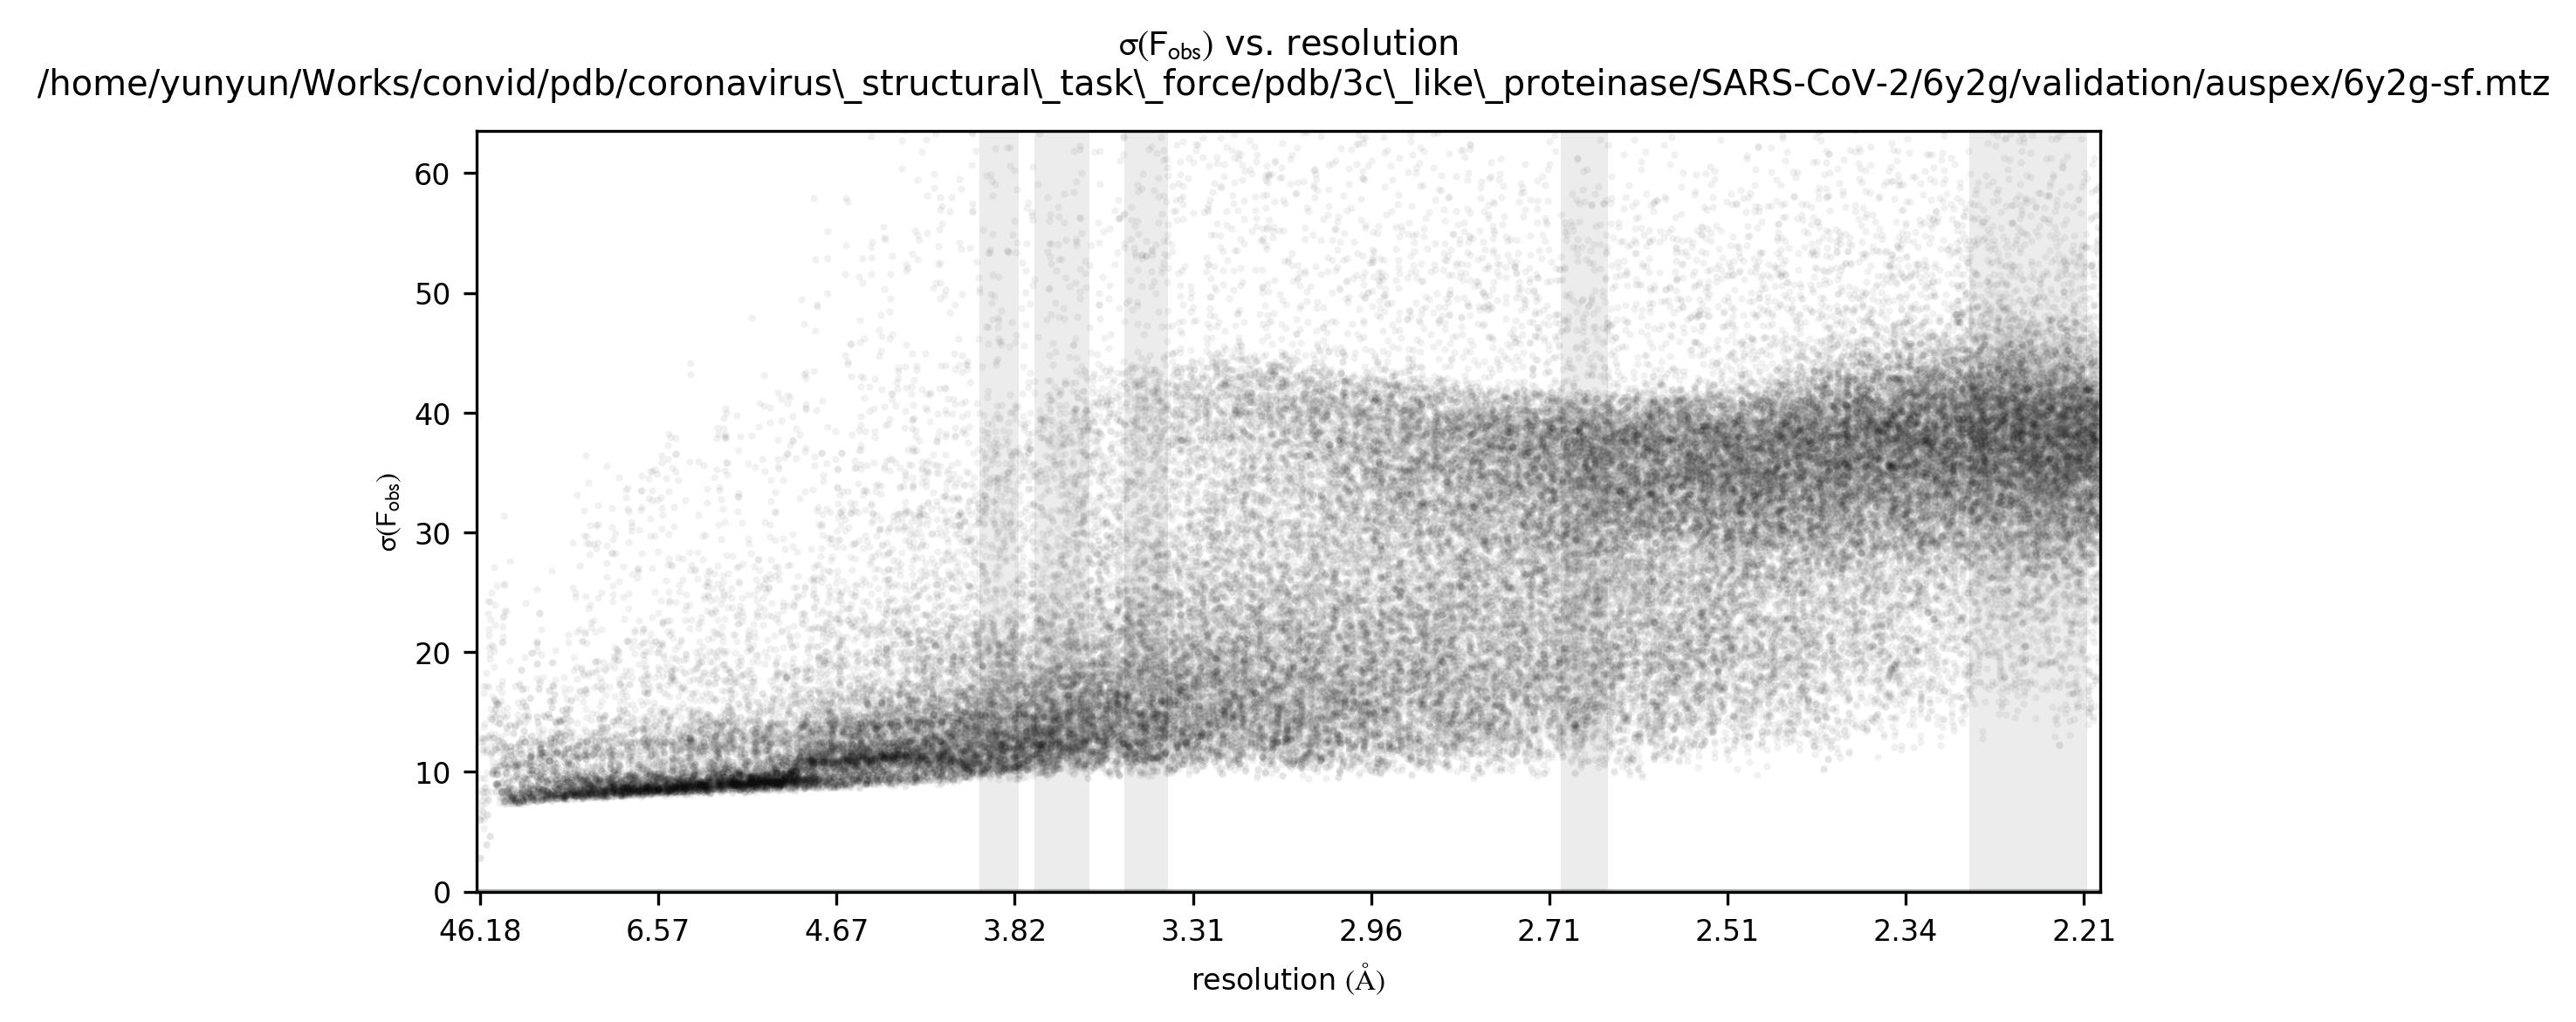 σ(Fobs) vs. resolution
/home/yunyun/Works/convid/pdb/coronavirus\_structural\_task\_force/pdb/3c\_like\_proteinase/SARS-CoV-2/6y2g/validation/auspex/6y2g-sf.mtz
60
50
40
30
20
10
0
σ(Fobs)
46.18 6.57 4.67 3.82 3.31 2.96 2.71 2.51 2.34 2.21
resolution (Å)